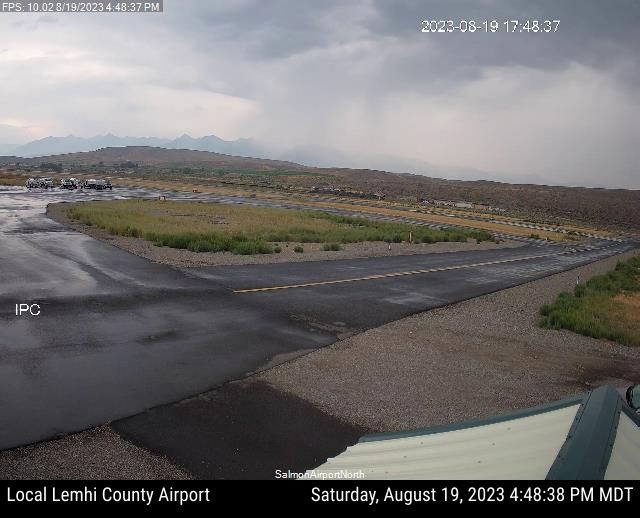 FPS: 10.02 8/19/2023 4:48:37 PM
2023-08-19 17:48:37
IPC
SalmonAirportNorth
Local Lemhi County Airport
Saturday, August 19, 2023 4:48:38 PM MDT